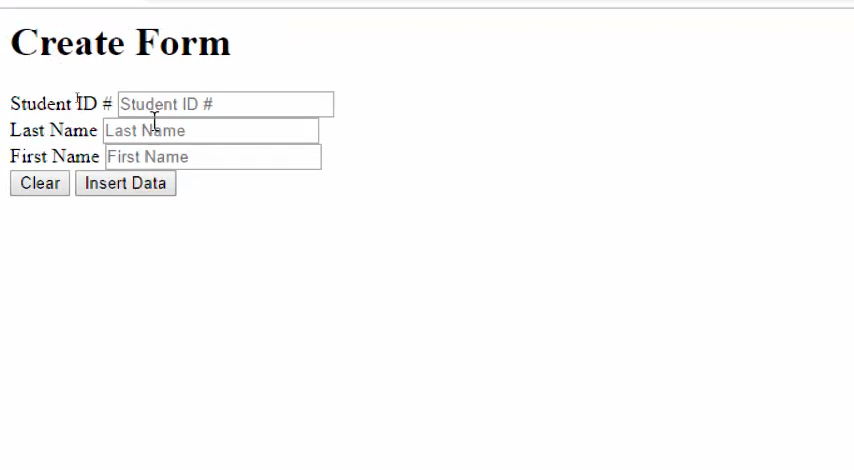 Create Form
Student ID # Student ID #
Last Name Last Name
First Name First Name
Clear Insert Data